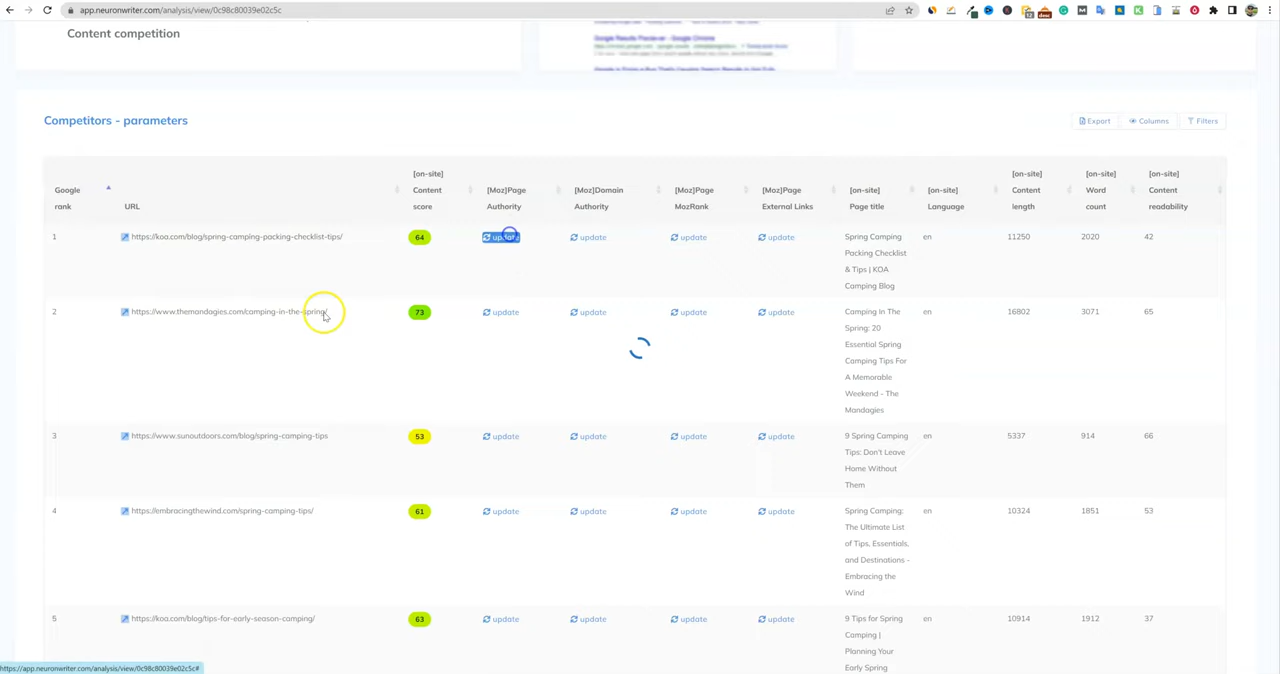 app.neuronwriter.com/analysis/view/0c98c80039e02c5c
12
desc
Content competition
Google Results Previewer - Google Chrome
Competitors - parameters
Export
Columns
Filters
Google rank
URL
[on-site] Content score
[Moz]Page Authority
[Moz]Domain Authority
[Moz]Page MozRank
[Moz]Page External Links
[on-site] Page title
[on-site] Language
[on-site] Content length
[on-site] Word count
[on-site] Content readability
1 https://koa.com/blog/spring-camping-packing-checklist-tips/ 64 update update update update Spring Camping en 11250 2020 42
Packing Checklist
& Tips | KOA
Camping Blog
2 https://www.themandagies.com/camping-in-the-spring/ 73 update update update update Camping In The en 16802 3071 65
Spring: 20
Essential Spring
Camping Tips For
A Memorable
Weekend - The
Mandagies
3 https://www.sunoutdoors.com/blog/spring-camping-tips 53 update update update update 9 Spring Camping en 5337 914 66
Tips: Don't Leave
Home Without
Them
4 https://embracingthewind.com/spring-camping-tips/ 61 update update update update Spring Camping: en 10324 1851 53
The Ultimate List
of Tips, Essentials,
and Destinations -
Embracing the
Wind
5 https://koa.com/blog/tips-for-early-season-camping/ 63 update update update update 9 Tips for Spring en 10914 1912 37
Camping |
Planning Your
Early Spring
https://app.neuronwriter.com/analysis/view/0c98c80039e02c5c#